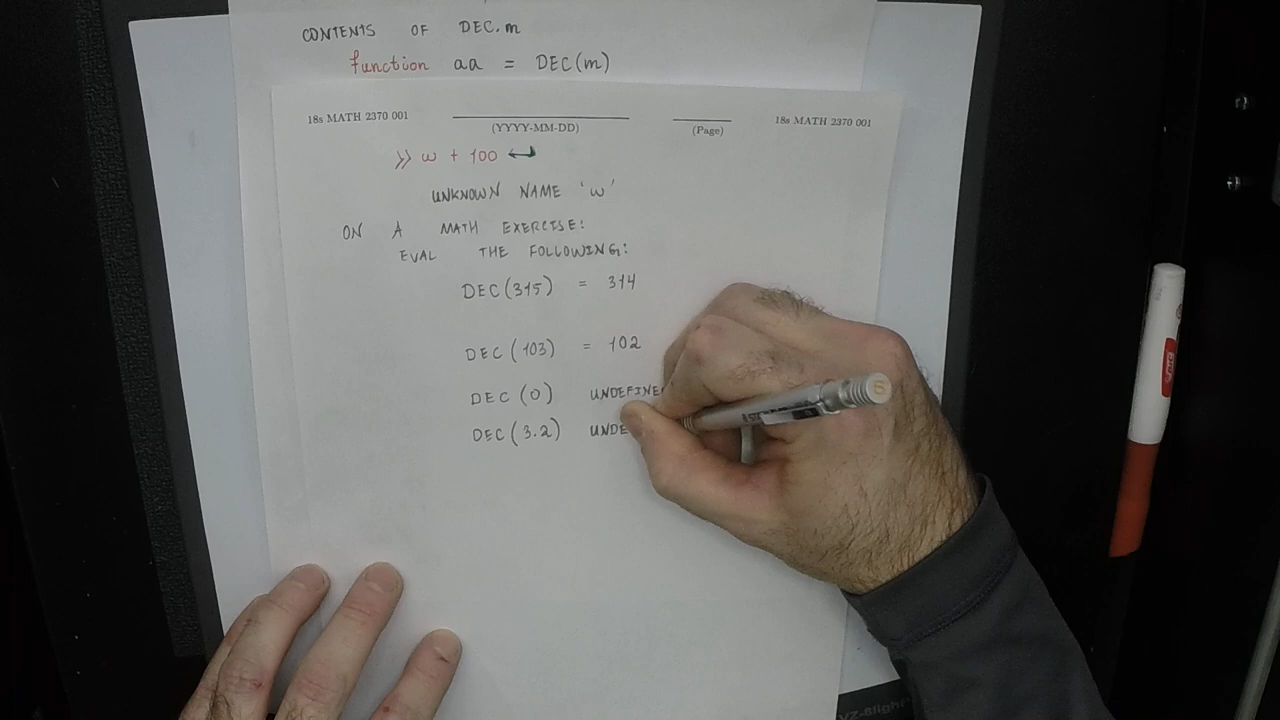 CONTENTS OF DEC.m
function aa = DEC(m)
18s MATH 2370 001 (YYYY-MM-DD) (Page) 18s MATH 2370 001
>> w + 100 ↩
UNKNOWN NAME 'w'
ON A MATH EXERCISE:
EVAL THE FOLLOWING:
DEC(315) = 314
DEC(103) = 102
DEC(0) UNDEFINE
DEC(3.2) UNDE